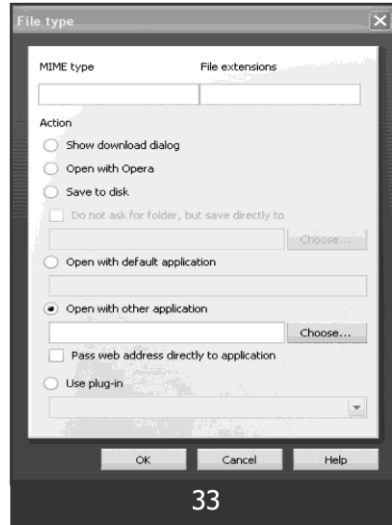 File type
MIME type File extensions
Action
Show download dialog
Open with Opera
Save to disk
Do not ask for folder, but save directly to
Choose...
Open with default application
Open with other application
Choose...
Pass web address directly to application
Use plug-in
OK Cancel Help
33